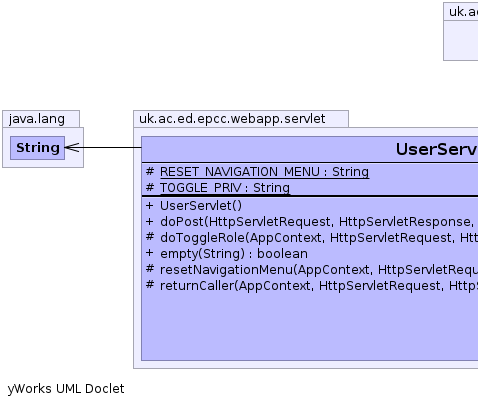 uk.a
java.lang
uk.ac.ed.epcc.webapp.servlet
String
UserServ
# RESET_NAVIGATION_MENU : String
# TOGGLE_PRIV : String
+ UserServlet()
+ doPost(HttpServletRequest, HttpServletResponse,
# doToggleRole(AppContext, HttpServletRequest, Htt
+ empty(String) : boolean
# resetNavigationMenu(AppContext, HttpServletRequ
# returnCaller(AppContext, HttpServletRequest, HttpS
yWorks UML Doclet